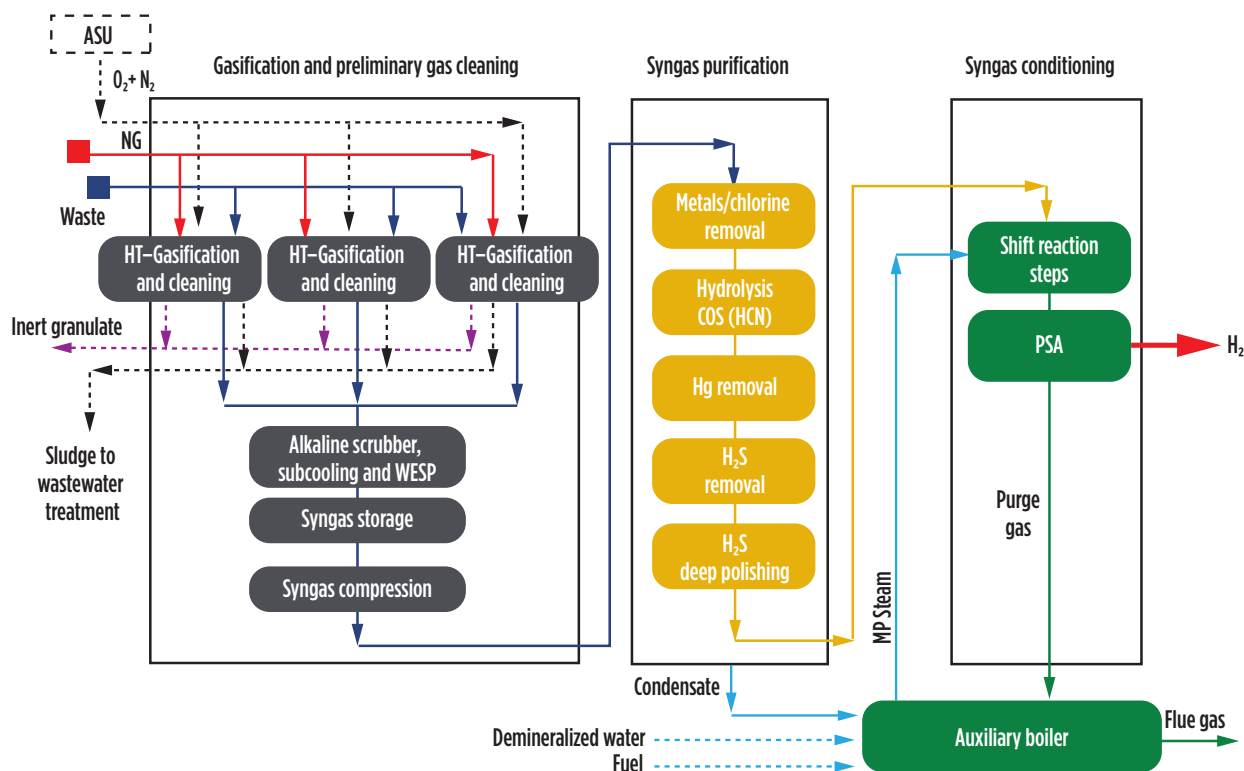 ASU
O₂+ N₂
Gasification and preliminary gas cleaning
Syngas purification
Syngas conditioning
NG
Waste
HT–Gasification
and cleaning
HT–Gasification
and cleaning
HT–Gasification
and cleaning
Inert granulate
Sludge to
wastewater
treatment
Alkaline scrubber,
subcooling and WESP
Syngas storage
Syngas compression
Metals/chlorine
removal
Hydrolysis
COS (HCN)
Hg removal
H₂S
removal
H₂S
deep polishing
Shift reaction
steps
PSA
H₂
Purge
gas
MP Steam
Condensate
Demineralized water
Fuel
Auxiliary boiler
Flue gas